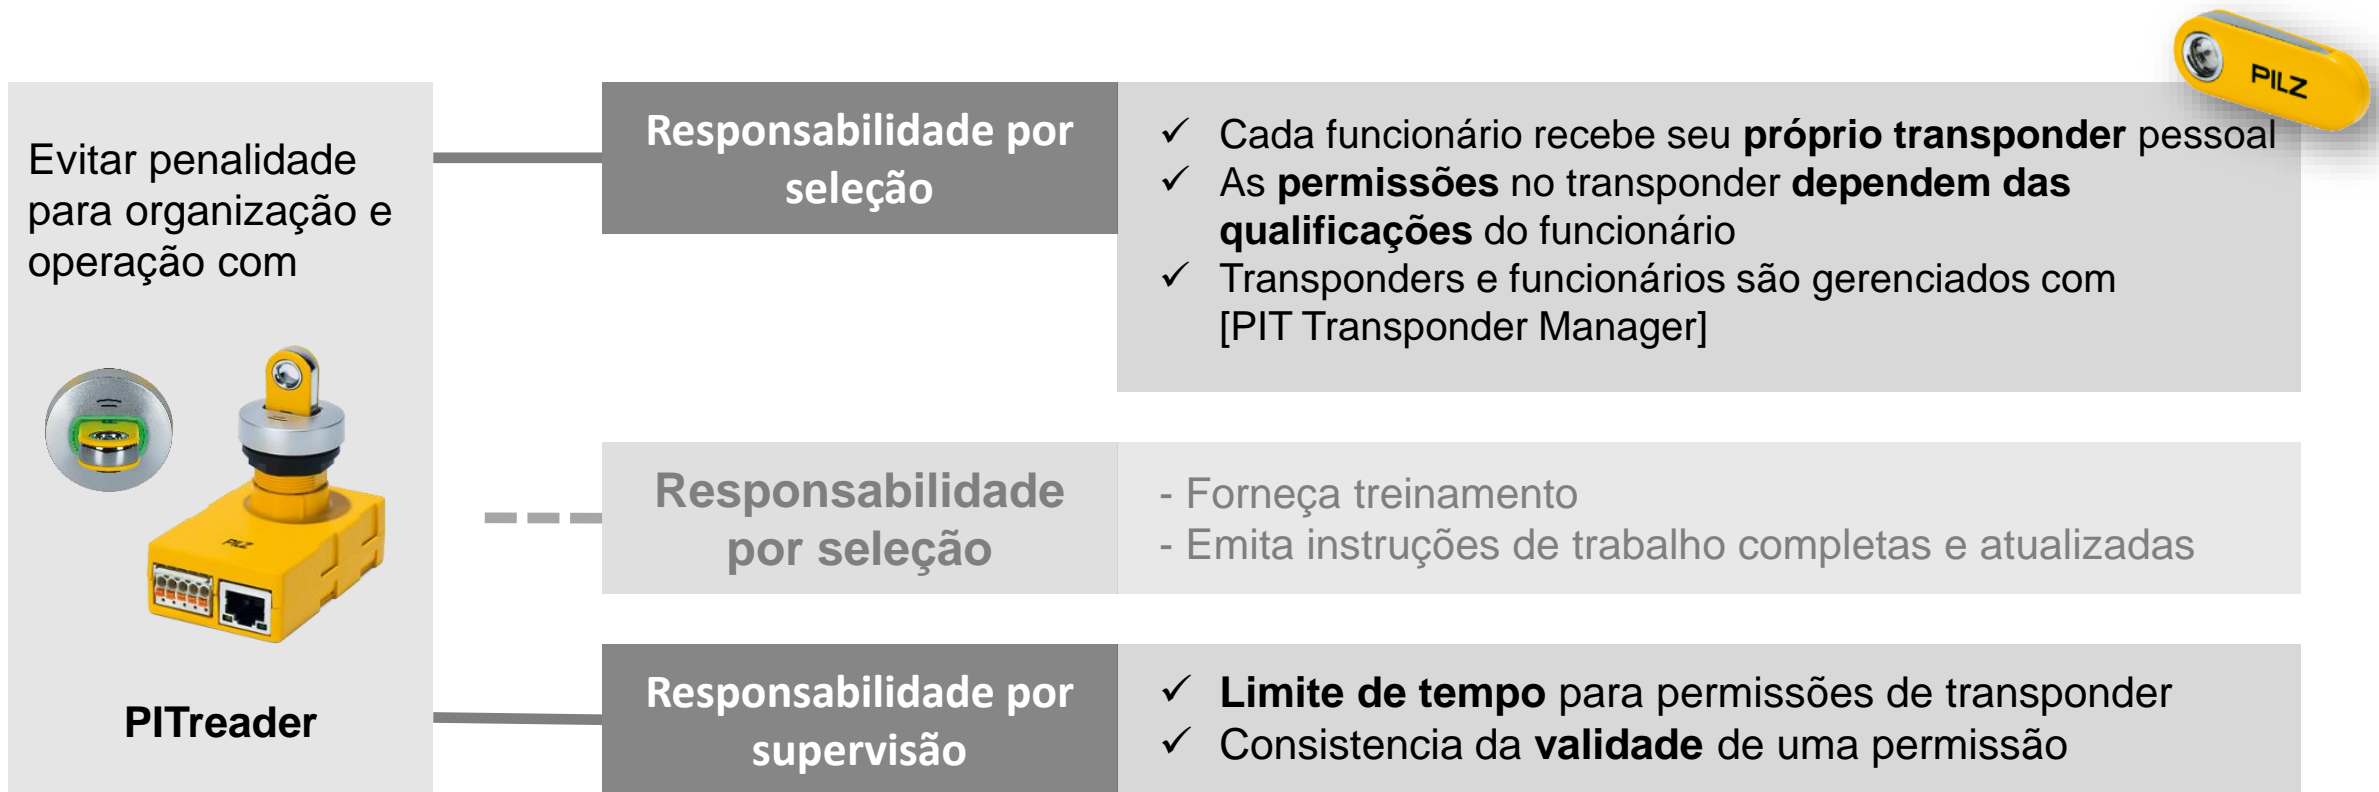 PILZ
Evitar penalidade
para organização e
operação com
PILZ
PITreader
Responsabilidade por
seleção
✓ Cada funcionário recebe seu próprio transponder pessoal
✓ As permissões no transponder dependem das
qualificações do funcionário
✓ Transponders e funcionários são gerenciados com
[PIT Transponder Manager]
Responsabilidade
por seleção
- Forneça treinamento
- Emita instruções de trabalho completas e atualizadas
Responsabilidade por
supervisão
✓ Limite de tempo para permissões de transponder
✓ Consistencia da validade de uma permissão